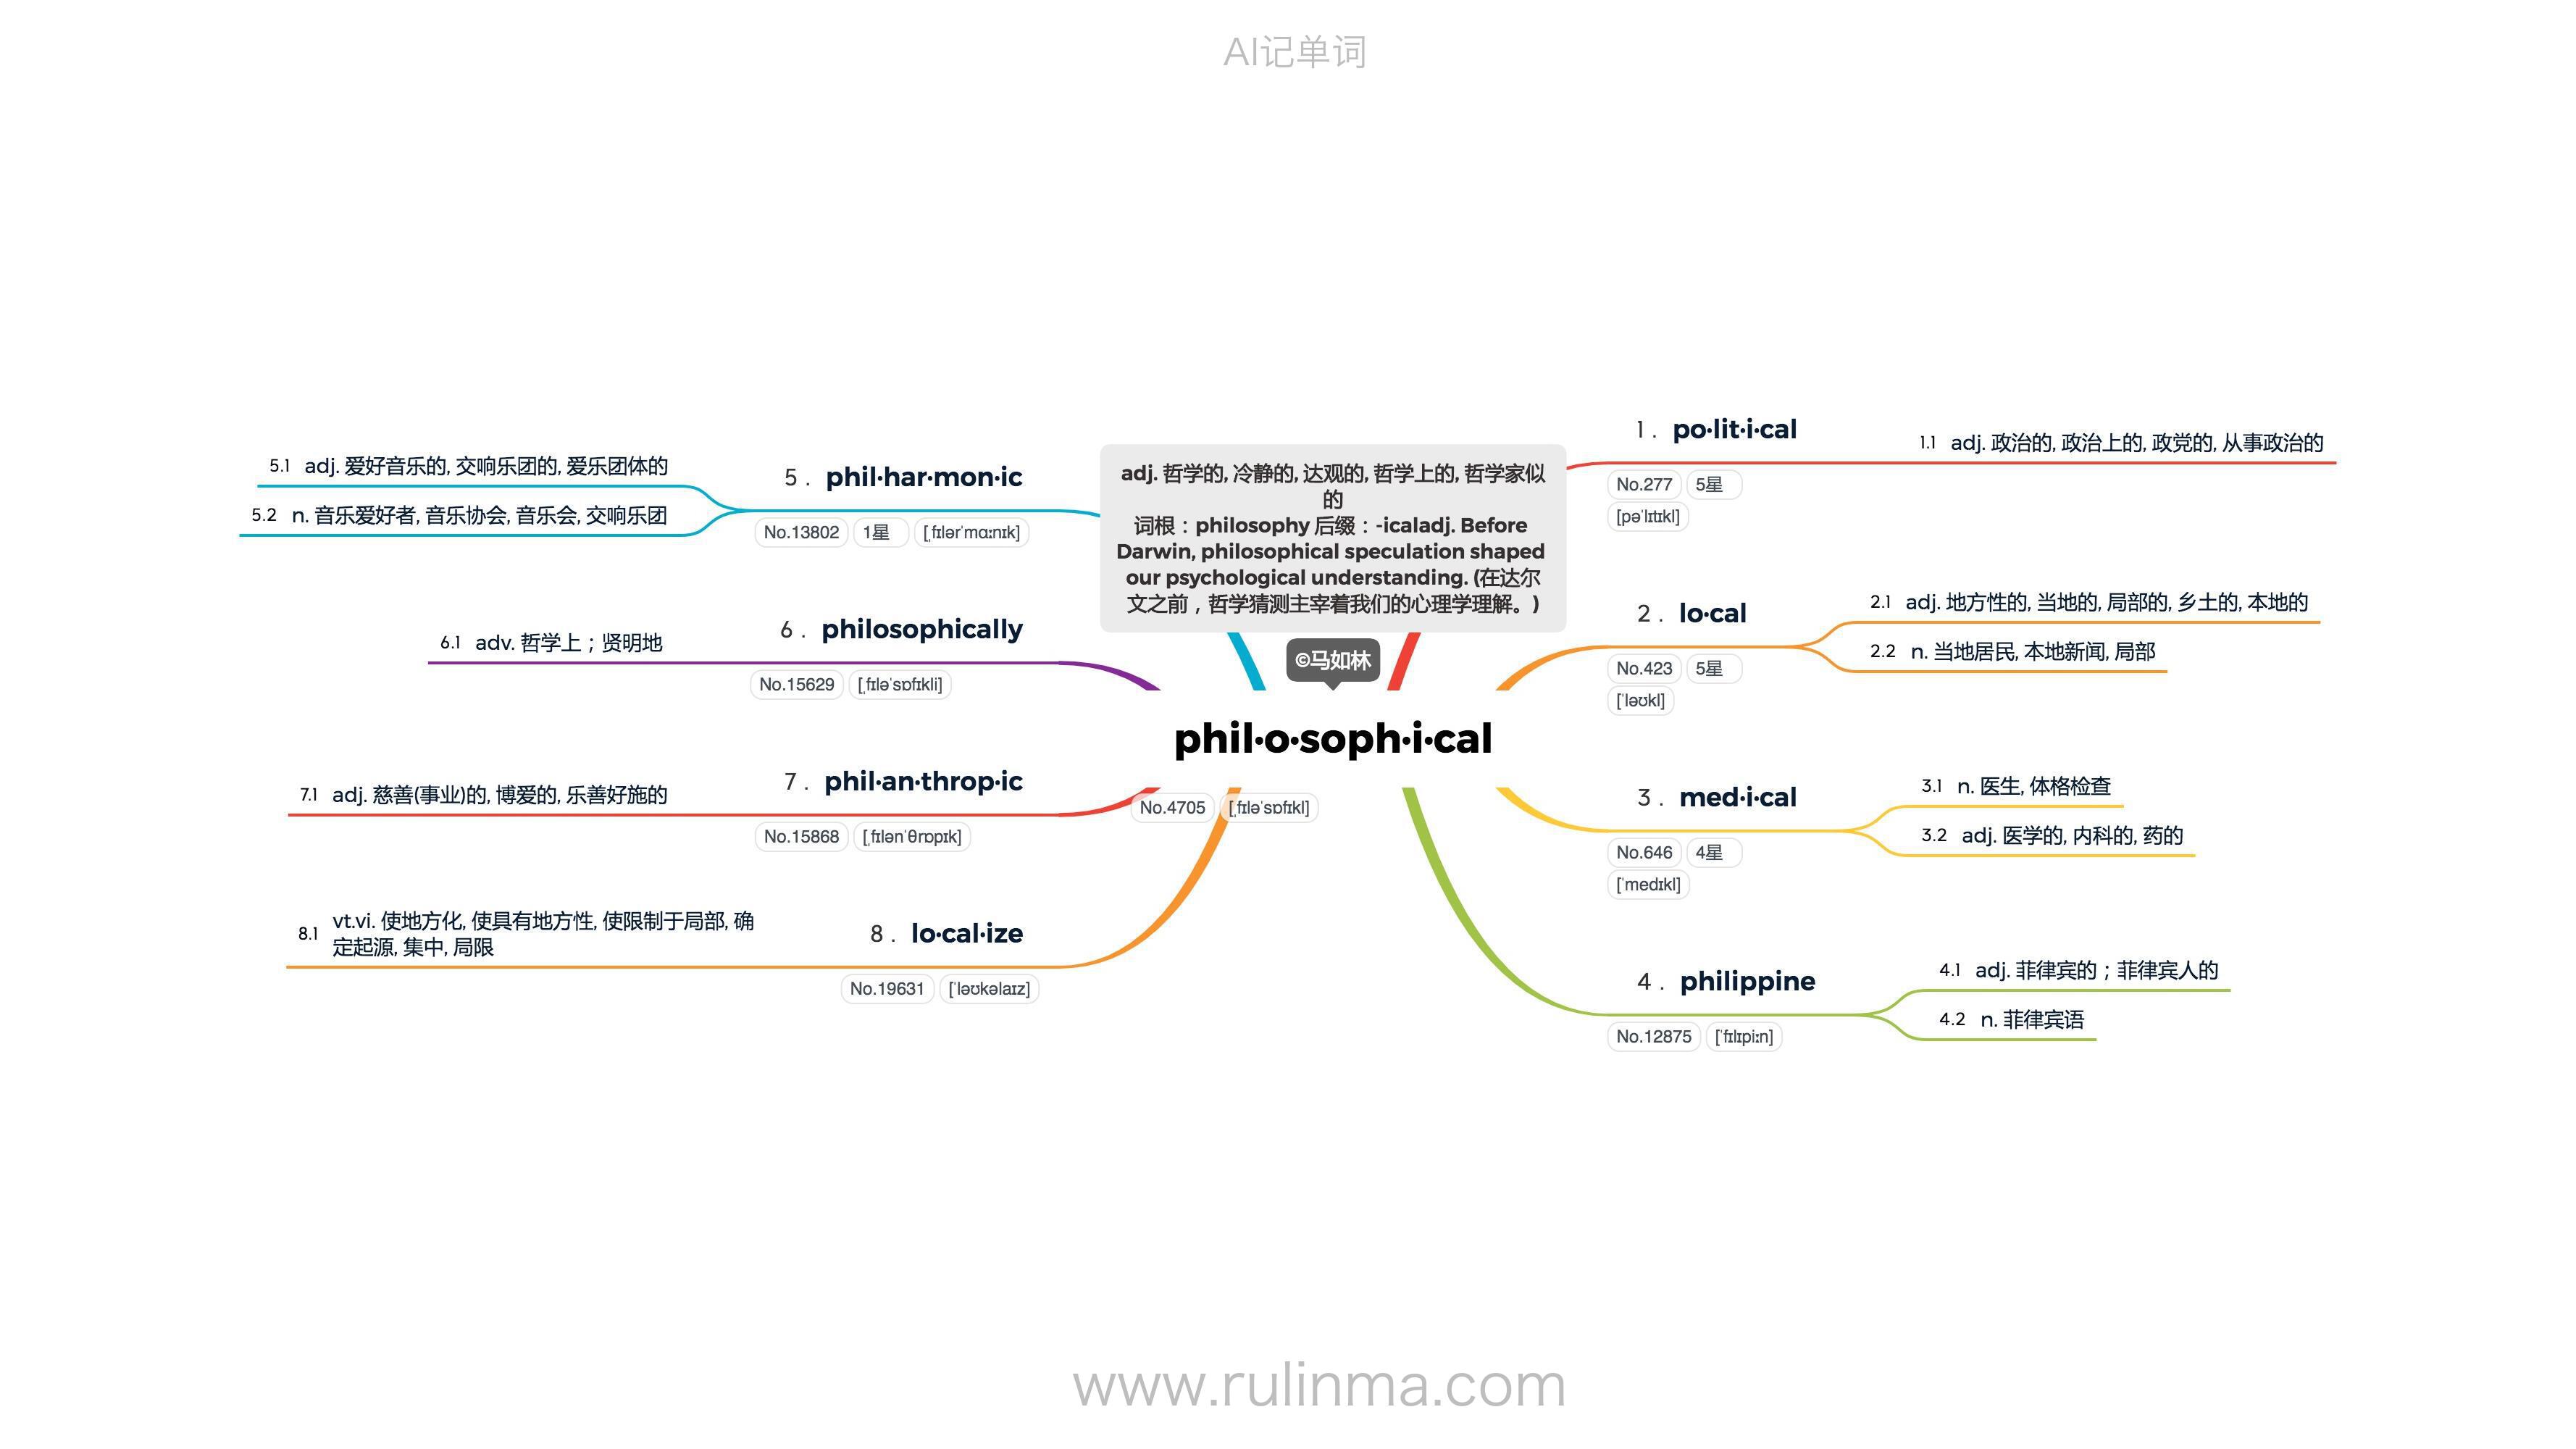 AI记单词
adj. 哲学的, 冷静的, 达观的, 哲学上的, 哲学家似
的
词根：philosophy 后缀：-icaladj. Before
Darwin, philosophical speculation shaped
our psychological understanding. (在达尔
文之前，哲学猜测主宰着我们的心理学理解。)
©马如林
phil·o·soph·i·cal
No.4705 [ˌfɪləˈsɒfɪkl]
1 . po·lit·i·cal
No.277 5星
[pəˈlɪtɪkl]
1.1 adj. 政治的, 政治上的, 政党的, 从事政治的
2 . lo·cal
No.423 5星
[ˈləʊkl]
2.1 adj. 地方性的, 当地的, 局部的, 乡土的, 本地的
2.2 n. 当地居民, 本地新闻, 局部
3 . med·i·cal
No.646 4星
[ˈmedɪkl]
3.1 n. 医生, 体格检查
3.2 adj. 医学的, 内科的, 药的
4 . philippine
No.12875 [ˈfɪlɪpiːn]
4.1 adj. 菲律宾的；菲律宾人的
4.2 n. 菲律宾语
5 . phil·har·mon·ic
No.13802 1星 [ˌfɪlərˈmɑːnɪk]
5.1 adj. 爱好音乐的, 交响乐团的, 爱乐团体的
5.2 n. 音乐爱好者, 音乐协会, 音乐会, 交响乐团
6 . philosophically
No.15629 [ˌfɪləˈsɒfɪkli]
6.1 adv. 哲学上；贤明地
7 . phil·an·throp·ic
No.15868 [ˌfɪlənˈθrɒpɪk]
7.1 adj. 慈善(事业)的, 博爱的, 乐善好施的
8 . lo·cal·ize
No.19631 [ˈləʊkəlaɪz]
8.1 vt.vi. 使地方化, 使具有地方性, 使限制于局部, 确
定起源, 集中, 局限
www.rulinma.com